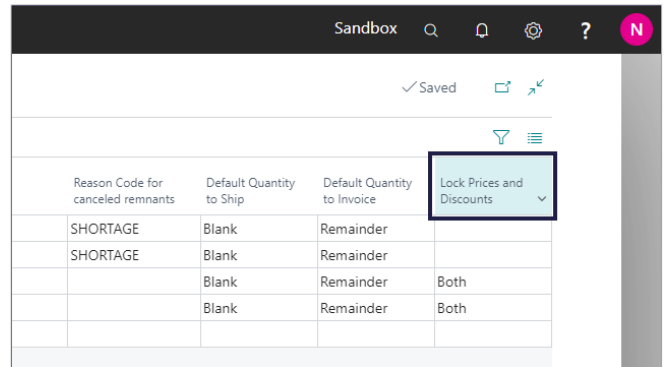 Sandbox
?
N
Saved
Reason Code for
canceled remnants
Default Quantity
to Ship
Default Quantity
to Invoice
Lock Prices and
Discounts
SHORTAGE Blank Remainder
SHORTAGE Blank Remainder
Blank Remainder Both
Blank Remainder Both